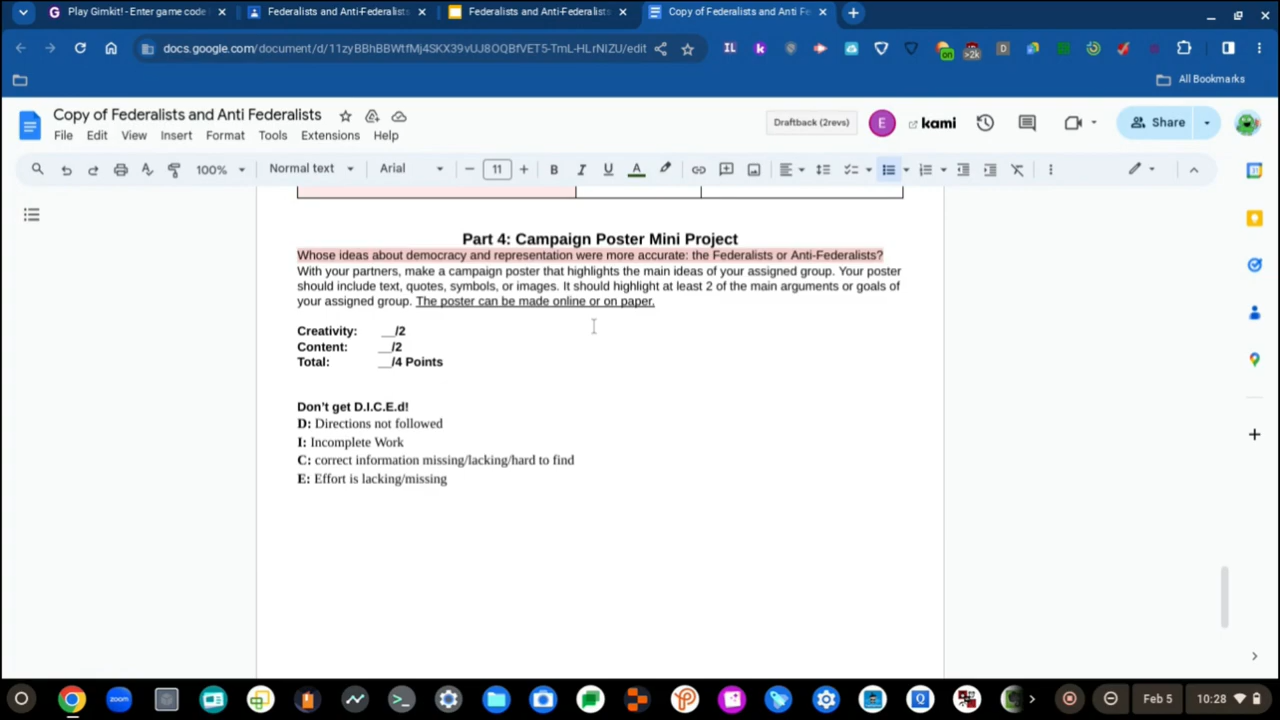 Play Gimkit! - Enter game code
Federalists and Anti-Federalists
Federalists and Anti-Federalists
Copy of Federalists and Anti Fe
docs.google.com/document/d/11zyBBhBBWtfMj4SKX39vUJ8OQBfVET5-TmL-HLrNIZU/edit
All Bookmarks
Copy of Federalists and Anti Federalists
File Edit View Insert Format Tools Extensions Help
Draftback (2revs)
E
kami
Share
100%
Normal text
Arial
11
Part 4: Campaign Poster Mini Project
Whose ideas about democracy and representation were more accurate: the Federalists or Anti-Federalists?
With your partners, make a campaign poster that highlights the main ideas of your assigned group. Your poster
should include text, quotes, symbols, or images. It should highlight at least 2 of the main arguments or goals of
your assigned group. The poster can be made online or on paper.
Creativity: __/2
Content: __/2
Total: __/4 Points
Don't get D.I.C.E.d!
D: Directions not followed
I: Incomplete Work
C: correct information missing/lacking/hard to find
E: Effort is lacking/missing
Feb 5
10:28